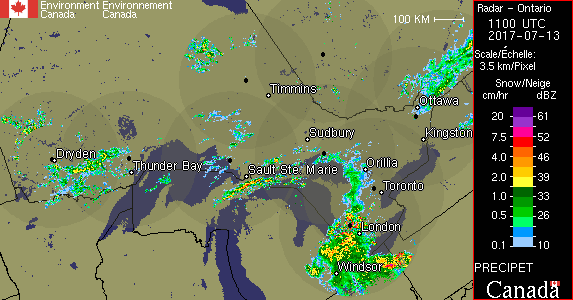 Environment Environnement
Canada Canada
100 KM
Timmins
Ottawa
Sudbury
Kingston
Dryden
Thunder Bay
Sault Ste. Marie
Orillia
Toronto
London
Windsor
Radar - Ontario
1100 UTC
2017-07-13
Scale/Échelle:
3.5 km/Pixel
Snow/Neige
cm/hr dBZ
20 61
7.5 52
4.0 46
2.0 39
1.0 33
0.5 26
0.1 10
PRECIPET
Canada